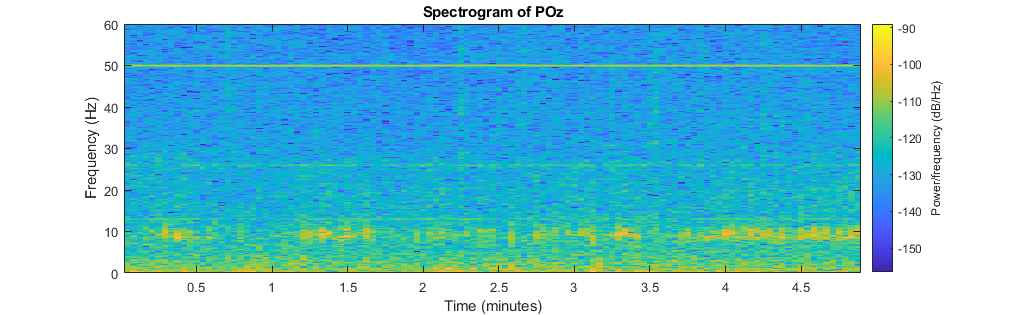 Spectrogram of POz
60
50
40
30
20
10
0
Frequency (Hz)
0.5 1 1.5 2 2.5 3 3.5 4 4.5
Time (minutes)
-90
-100
-110
-120
-130
-140
-150
Power/frequency (dB/Hz)